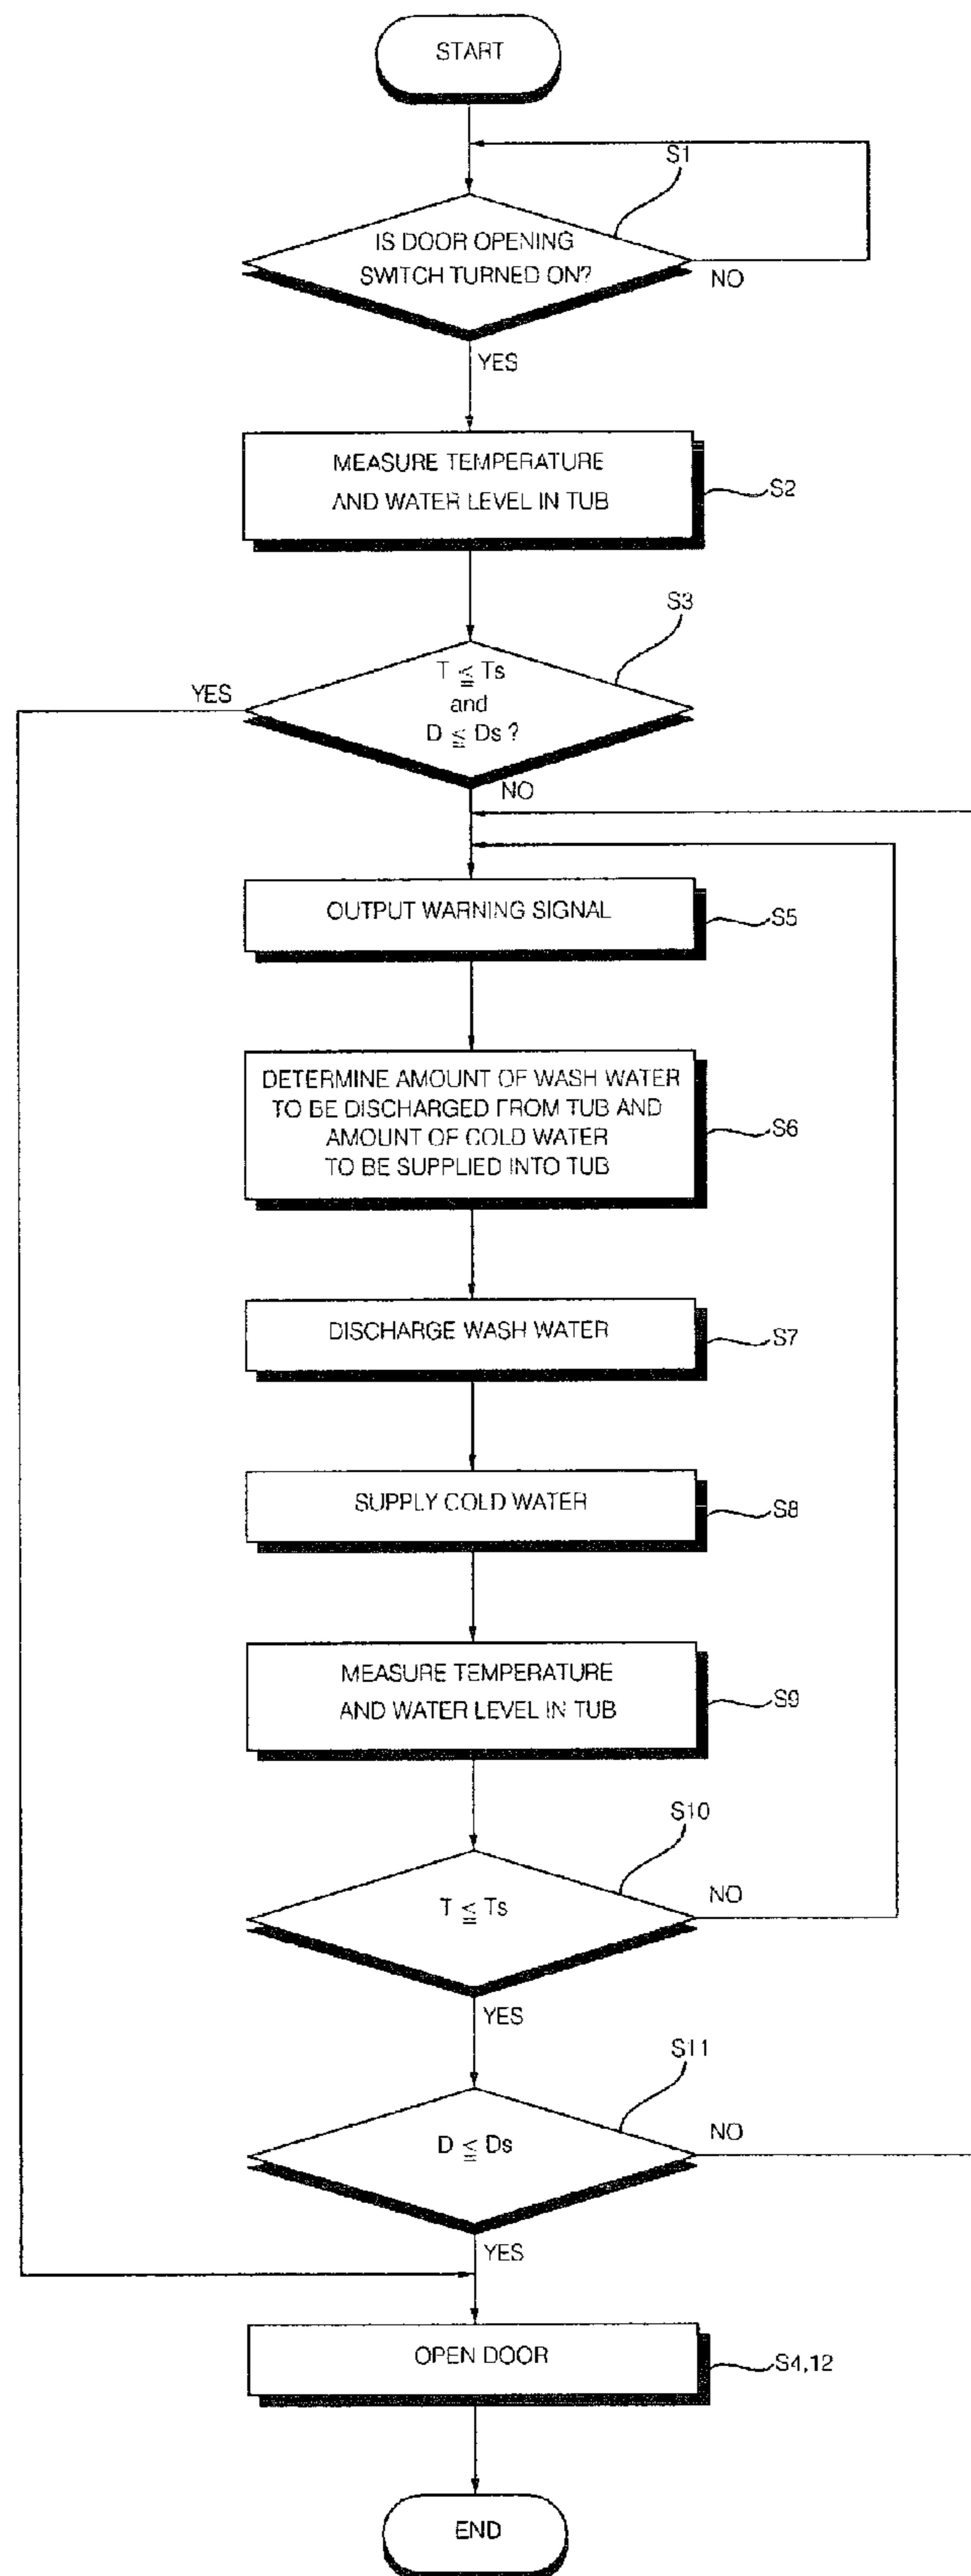 START
S1
IS DOOR OPENING
SWITCH TURNED ON?
NO
YES
MEASURE TEMPERATURE
AND WATER LEVEL IN TUB
S2
S3
T ≦ Ts
and
D ≦ Ds ?
YES
NO
OUTPUT WARNING SIGNAL
S5
DETERMINE AMOUNT OF WASH WATER
TO BE DISCHARGED FROM TUB AND
AMOUNT OF COLD WATER
TO BE SUPPLIED INTO TUB
S6
DISCHARGE WASH WATER
S7
SUPPLY COLD WATER
S8
MEASURE TEMPERATURE
AND WATER LEVEL IN TUB
S9
S10
T ≦ Ts
NO
YES
S11
D ≦ Ds
NO
YES
OPEN DOOR
S4,12
END